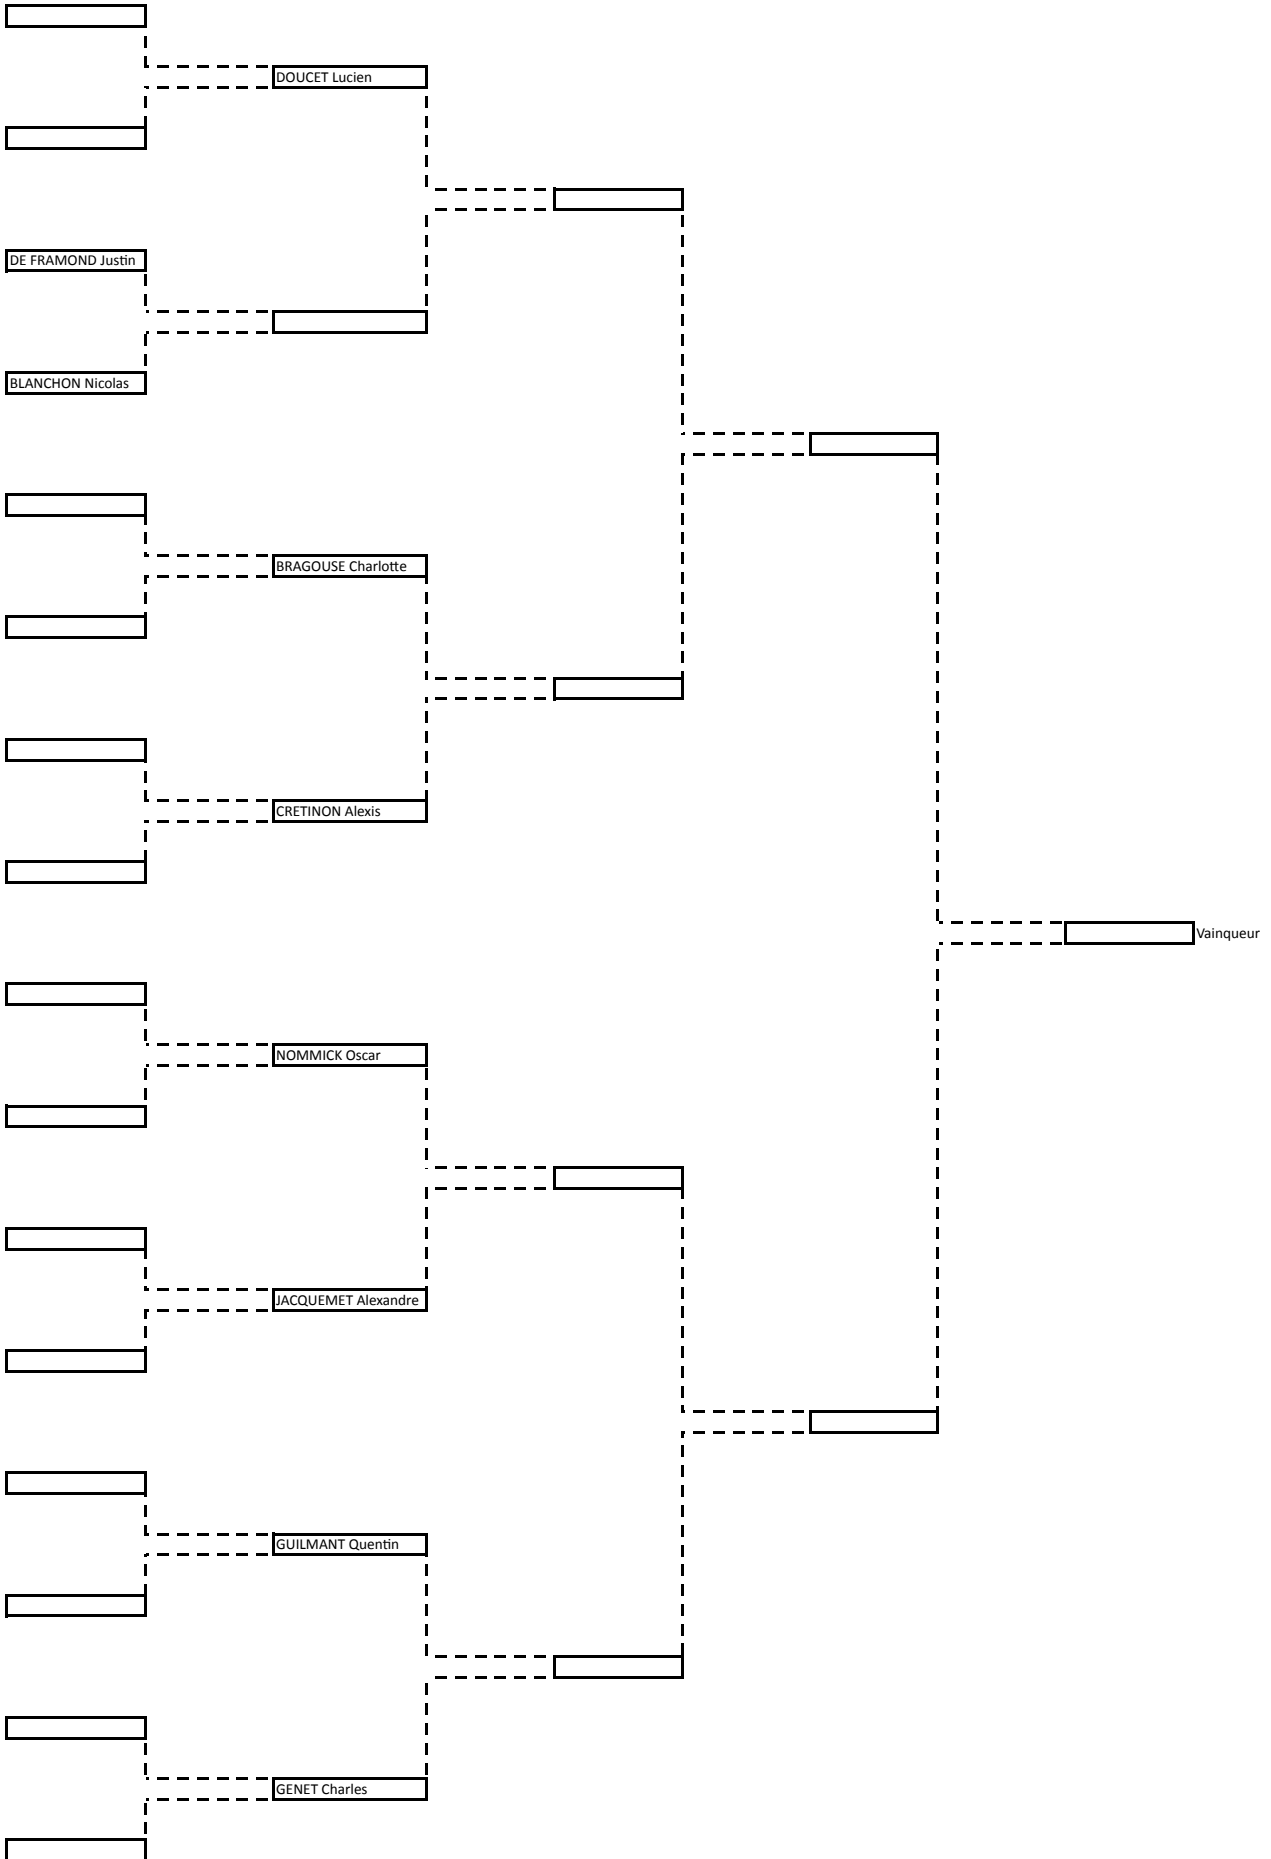 DOUCET Lucien
DE FRAMOND Justin
BLANCHON Nicolas
BRAGOUSE Charlotte
CRETINON Alexis
Vainqueur
NOMMICK Oscar
JACQUEMET Alexandre
GUILMANT Quentin
GENET Charles